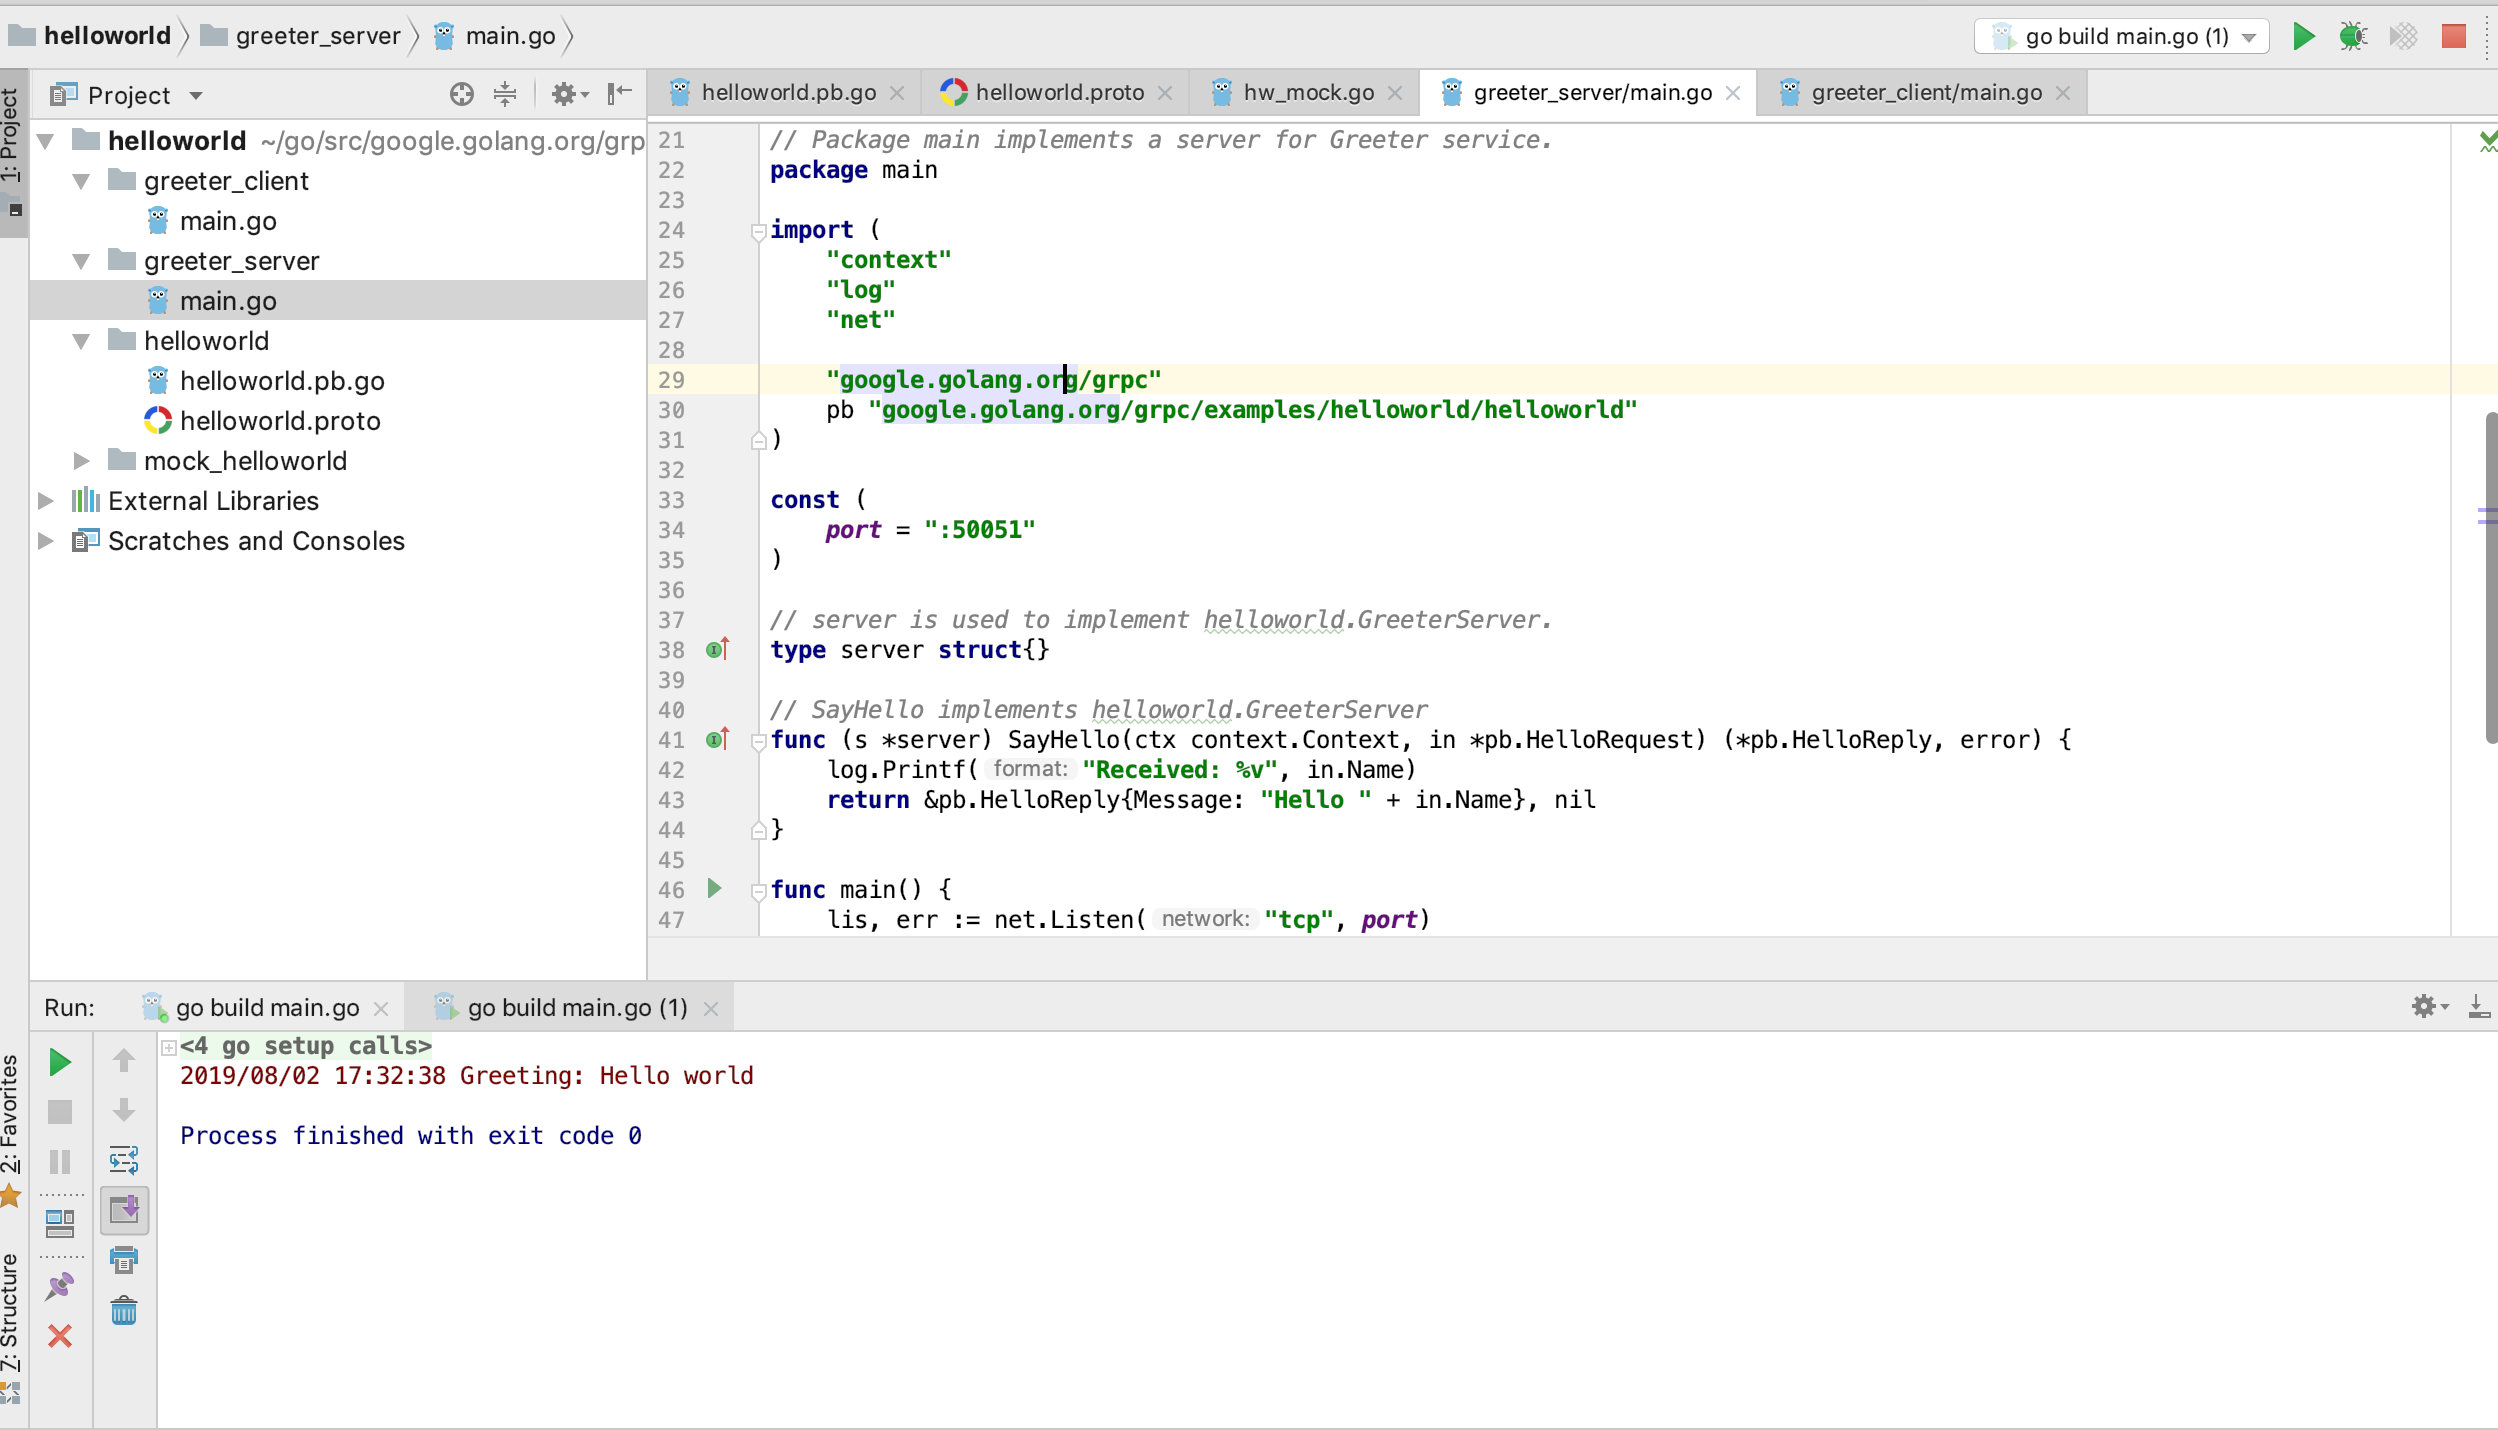 helloworld greeter_server main.go
go build main.go (1)
1: Project
Project
helloworld.pb.go helloworld.proto hw_mock.go greeter_server/main.go greeter_client/main.go
helloworld ~/go/src/google.golang.org/grp
greeter_client
main.go
greeter_server
main.go
helloworld
helloworld.pb.go
helloworld.proto
mock_helloworld
External Libraries
Scratches and Consoles
21 // Package main implements a server for Greeter service.
22 package main
23
24 import (
25 "context"
26 "log"
27 "net"
28
29 "google.golang.org/grpc"
30 pb "google.golang.org/grpc/examples/helloworld/helloworld"
31 )
32
33 const (
34 port = ":50051"
35 )
36
37 // server is used to implement helloworld.GreeterServer.
38 type server struct{}
39
40 // SayHello implements helloworld.GreeterServer
41 func (s *server) SayHello(ctx context.Context, in *pb.HelloRequest) (*pb.HelloReply, error) {
42 log.Printf( format: "Received: %v", in.Name)
43 return &pb.HelloReply{Message: "Hello " + in.Name}, nil
44 }
45
46 func main() {
47 lis, err := net.Listen( network: "tcp", port)
Run: go build main.go go build main.go (1)
<4 go setup calls>
2019/08/02 17:32:38 Greeting: Hello world
Process finished with exit code 0
2: Favorites
7: Structure